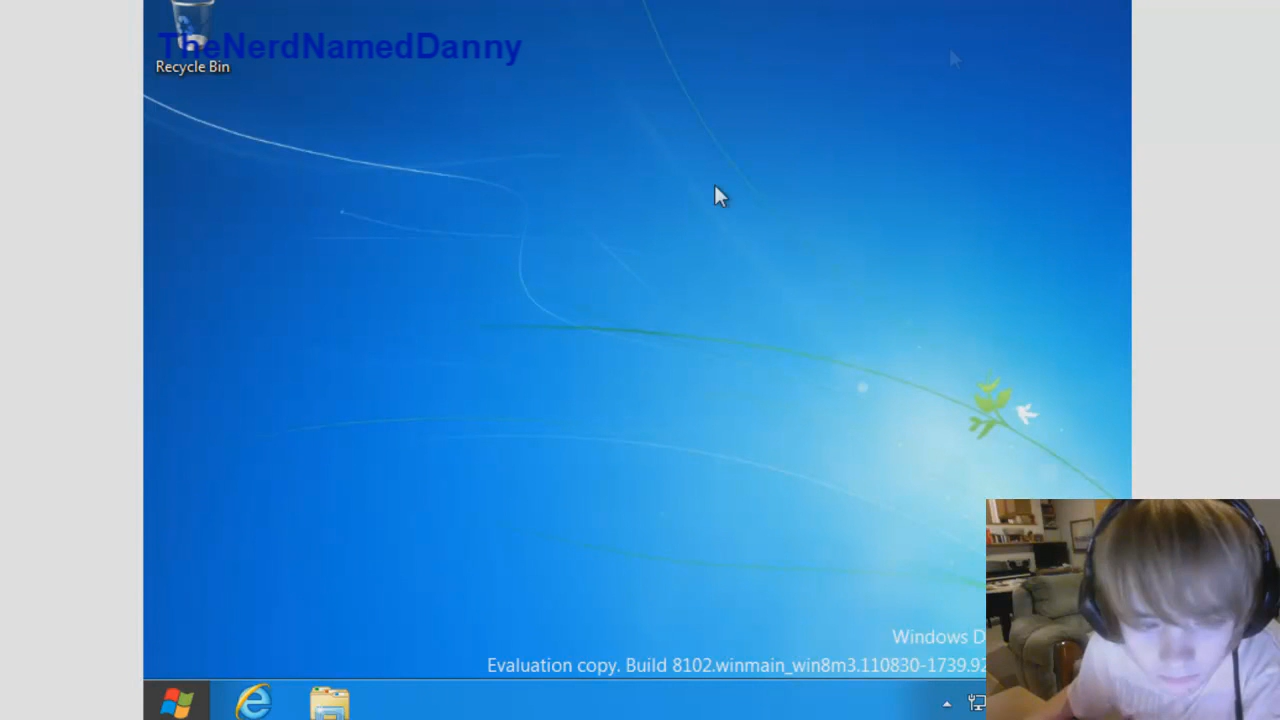 TheNerdNamedDanny
Recycle Bin
Windows D
Evaluation copy. Build 8102.winmain_win8m3.110830-1739.92